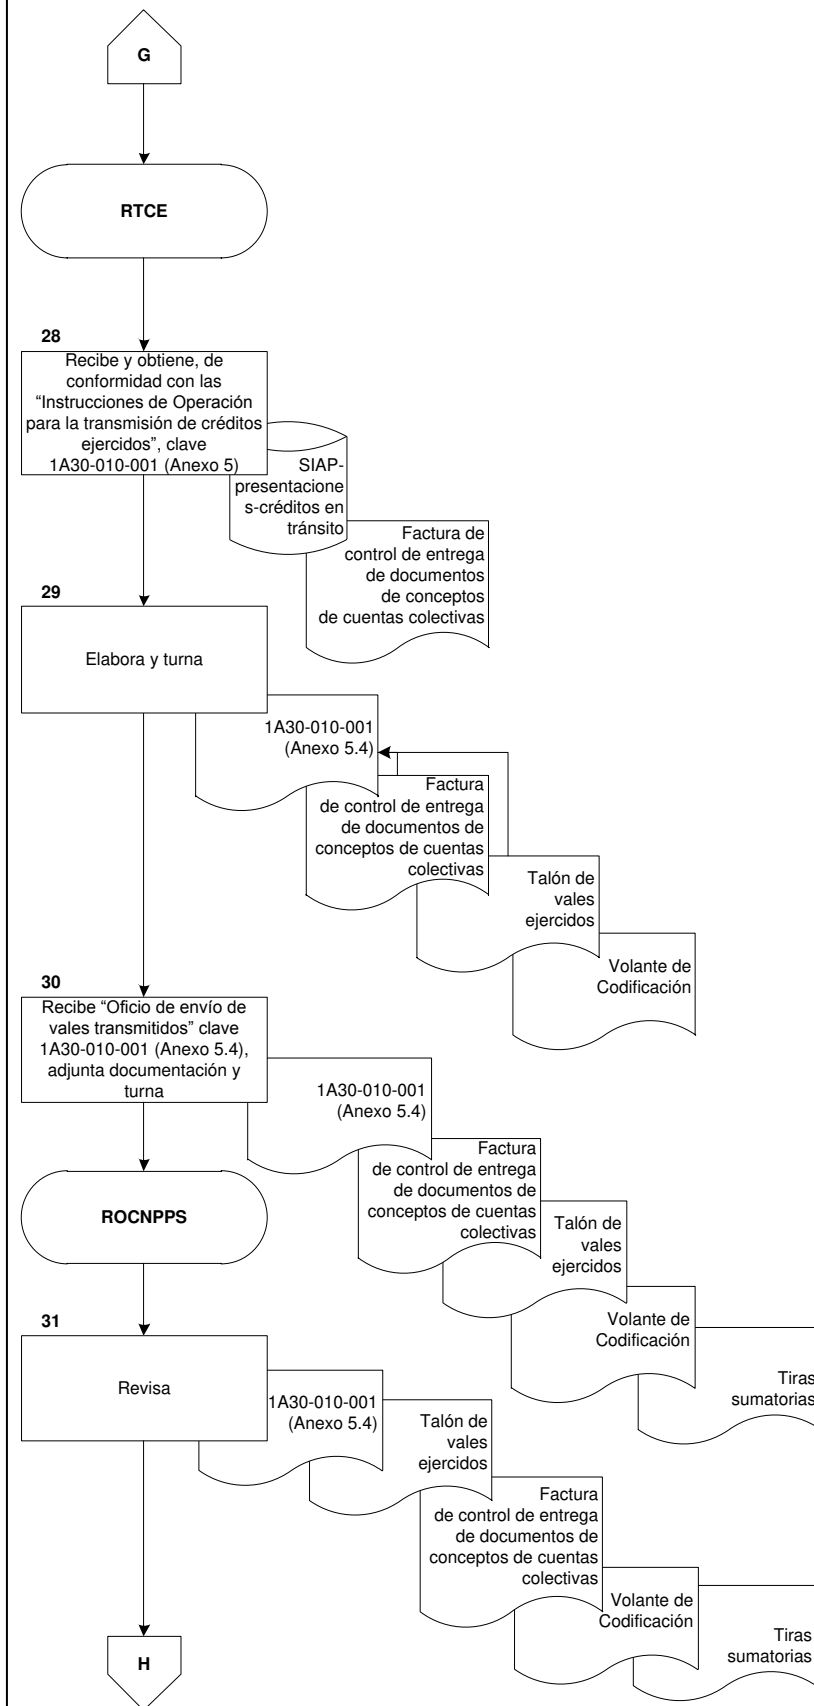 G
RTCE
28
Recibe y obtiene, de
conformidad con las
“Instrucciones de Operación
para la transmisión de créditos
ejercidos”, clave
1A30-010-001 (Anexo 5)
SIAP-
presentacione
s-créditos en
tránsito
Factura de
control de entrega
de documentos
de conceptos
de cuentas colectivas
29
Elabora y turna
1A30-010-001
(Anexo 5.4)
Factura
de control de entrega
de documentos de
conceptos de cuentas
colectivas
Talón de
vales
ejercidos
Volante de
Codificación
30
Recibe “Oficio de envío de
vales transmitidos” clave
1A30-010-001 (Anexo 5.4),
adjunta documentación y
turna
1A30-010-001
(Anexo 5.4)
Factura
de control de entrega
de documentos de
conceptos de cuentas
colectivas
Talón de
vales
ejercidos
Volante de
Codificación
Tiras
sumatorias
ROCNPPS
31
Revisa
1A30-010-001
(Anexo 5.4)
Talón de
vales
ejercidos
Factura
de control de entrega
de documentos de
conceptos de cuentas
colectivas
Volante de
Codificación
Tiras
sumatorias
H